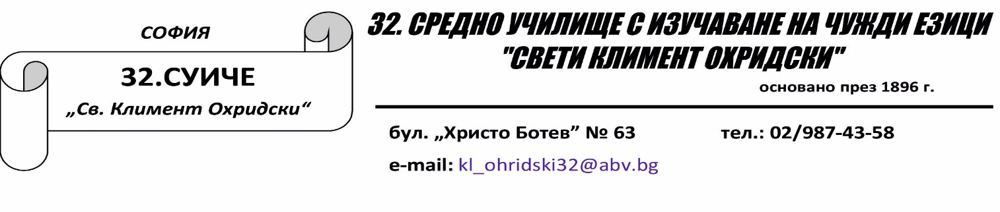 СОФИЯ
32.СУИЧЕ
„Св. Климент Охридски“
32. СРЕДНО УЧИЛИЩЕ С ИЗУЧАВАНЕ НА ЧУЖДИ ЕЗИЦИ
"СВЕТИ КЛИМЕНТ ОХРИДСКИ"
основано през 1896 г.
бул. „Христо Ботев” № 63 тел.: 02/987-43-58
e-mail: kl_ohridski32@abv.bg